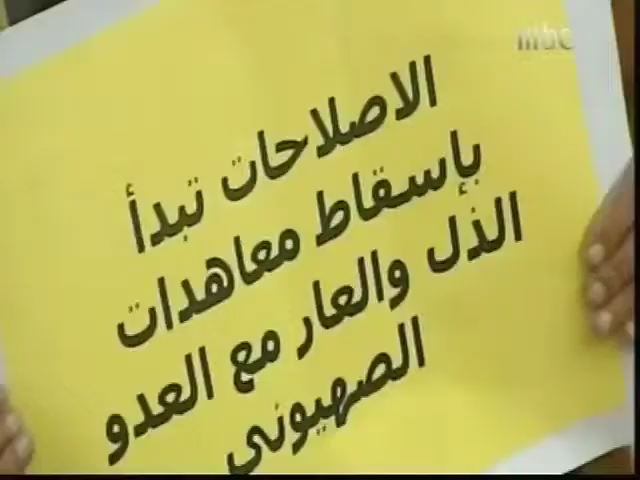 mbc
الاصلاحات تبدأ
بإسقاط معاهدات
الذل والعار مع العدو
الصهيوني